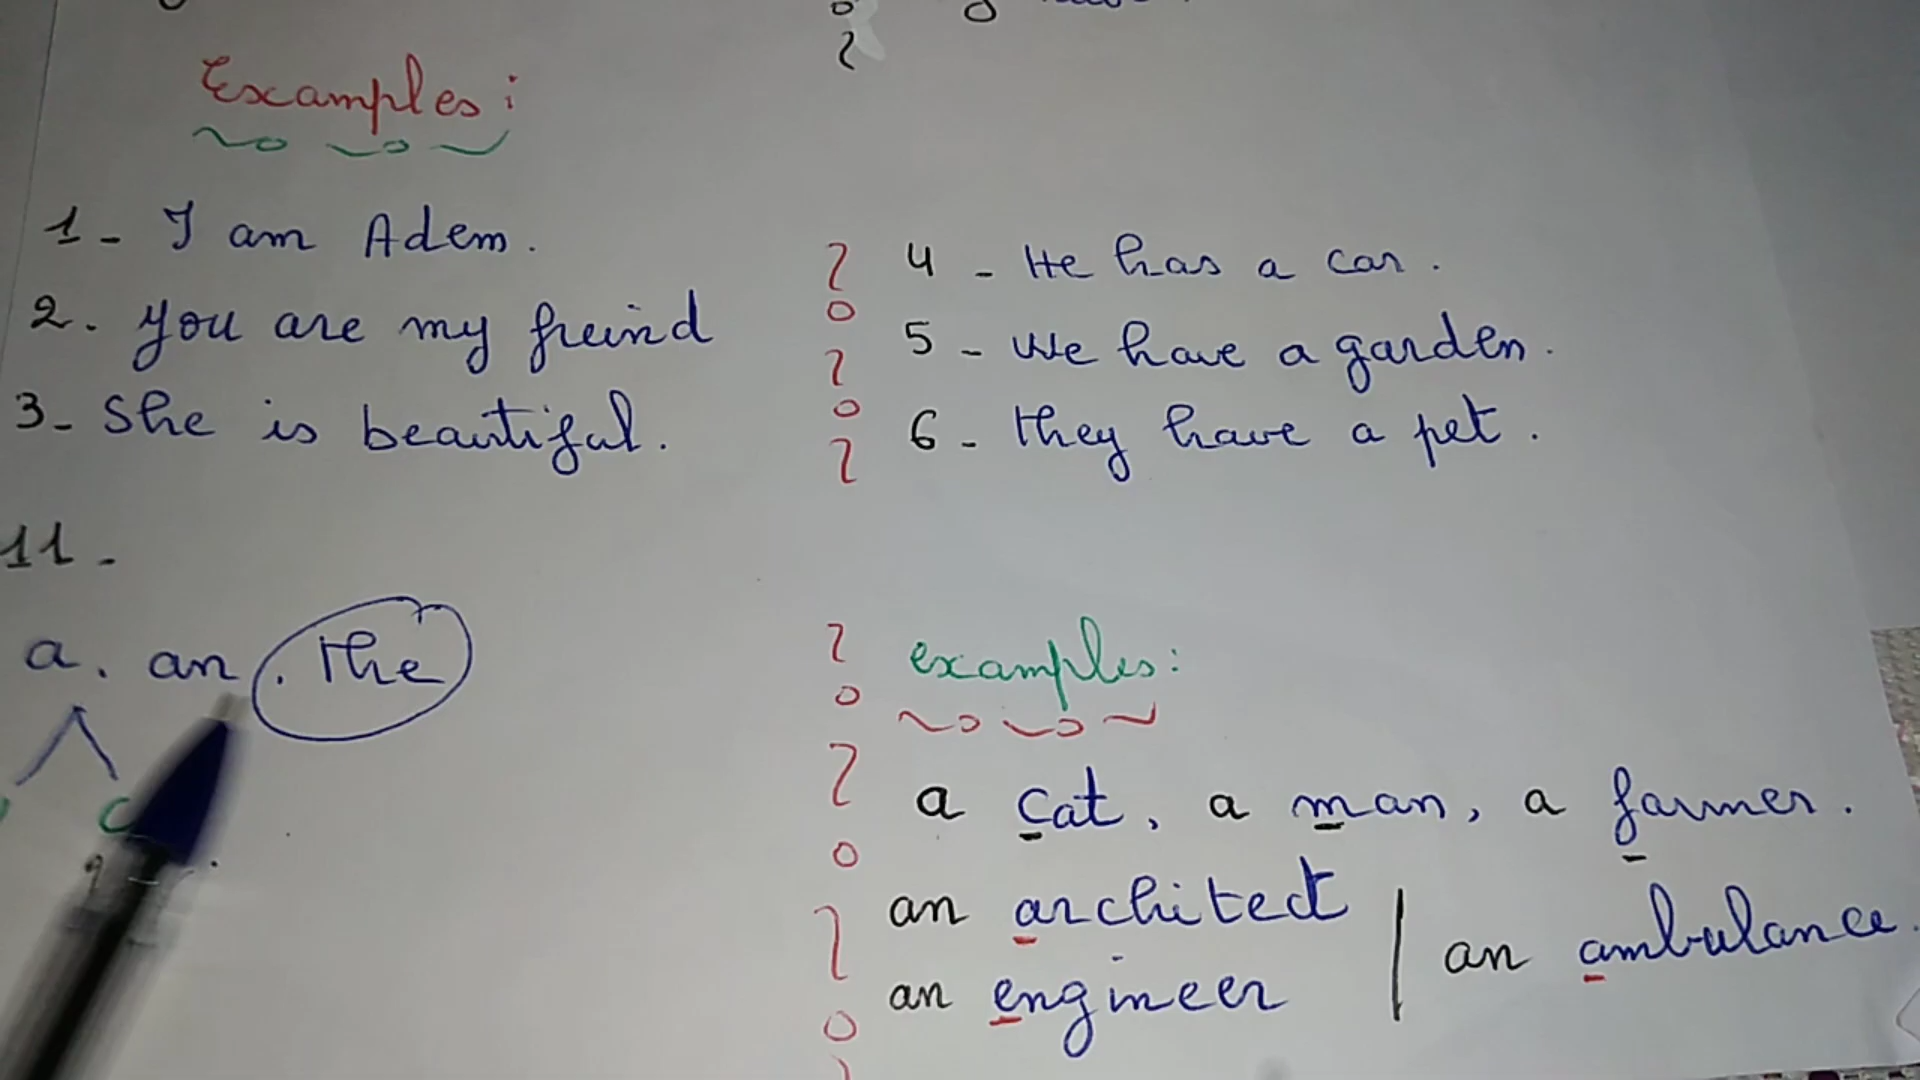 Examples:
1- I am Adem.
2. you are my freind
3- She is beautiful.
4 - He has a car.
5 - We have a garden.
6 - They have a pet.
11 -
a. an. The
examples:
a cat, a man, a farmer.
an architect
an engineer
an ambulance.